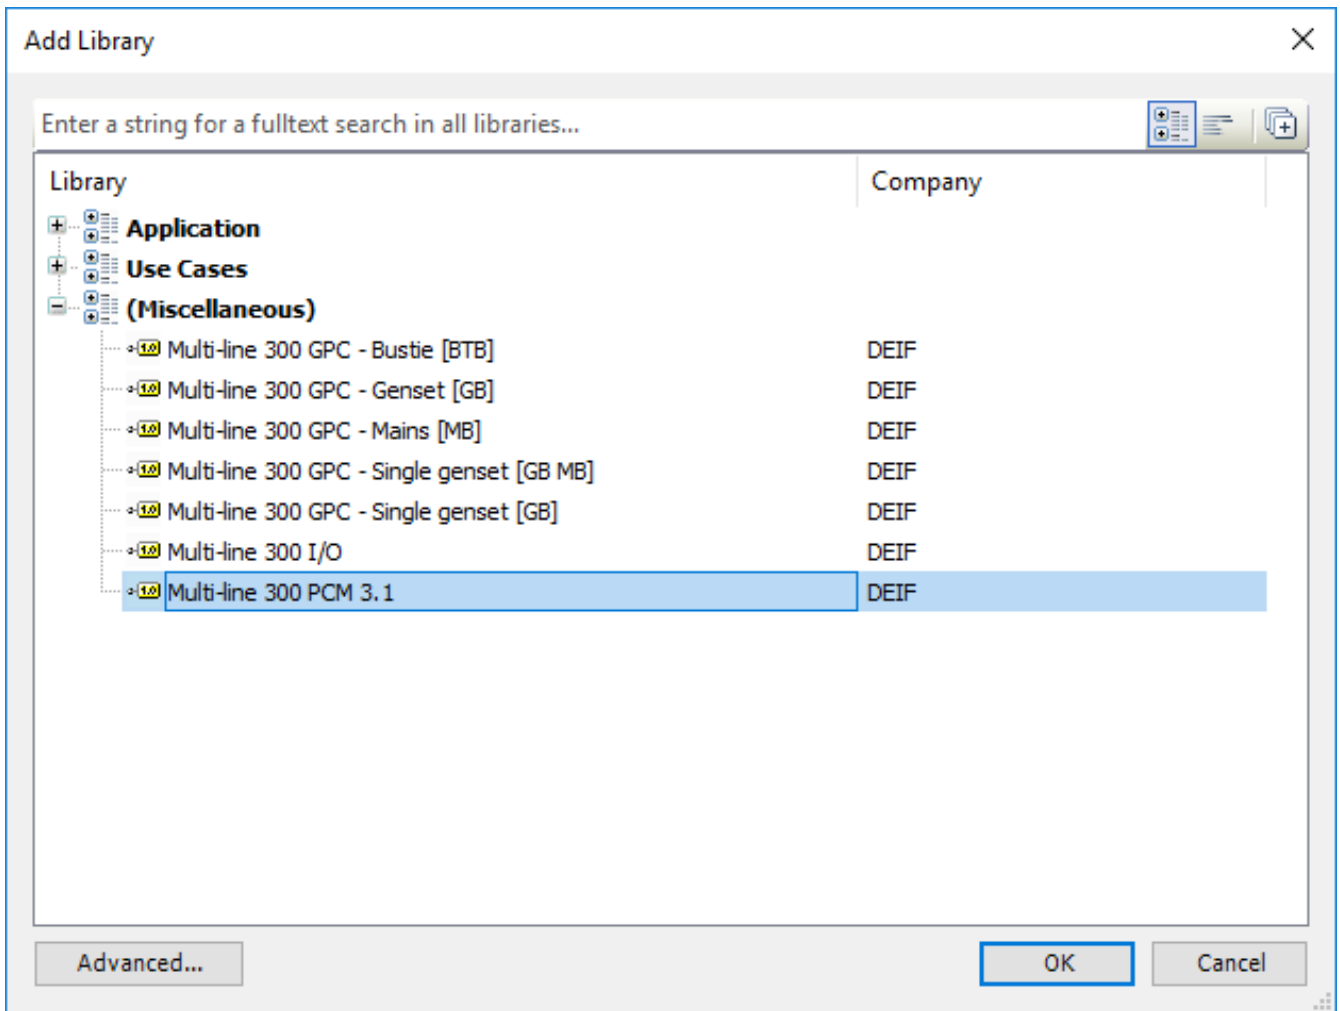 Add Library
Enter a string for a fulltext search in all libraries...
Library Company
Application
Use Cases
(Miscellaneous)
Multi-line 300 GPC - Bustie [BTB] DEIF
Multi-line 300 GPC - Genset [GB] DEIF
Multi-line 300 GPC - Mains [MB] DEIF
Multi-line 300 GPC - Single genset [GB MB] DEIF
Multi-line 300 GPC - Single genset [GB] DEIF
Multi-line 300 I/O DEIF
Multi-line 300 PCM 3.1 DEIF
Advanced... OK Cancel